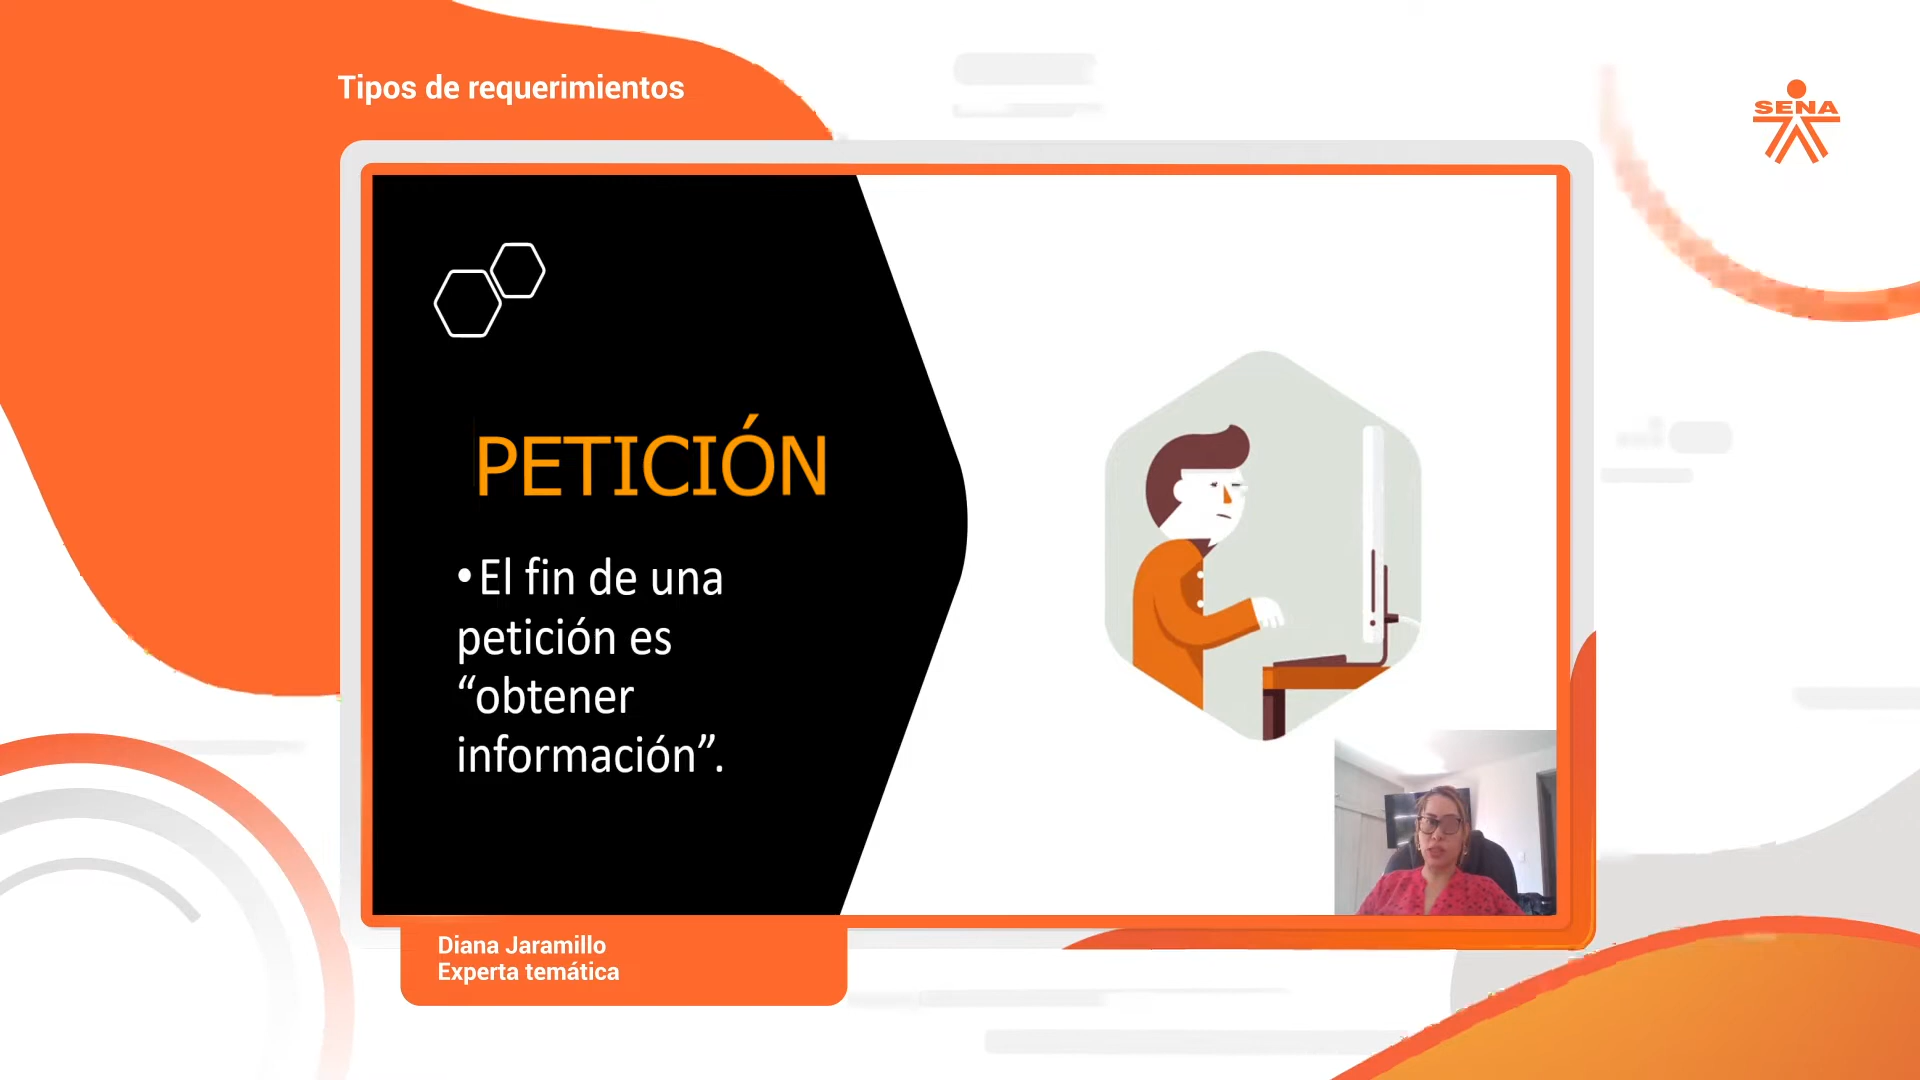 Tipos de requerimientos
SENA
PETICIÓN
•El fin de una
petición es
“obtener
información”.
Diana Jaramillo
Experta temática